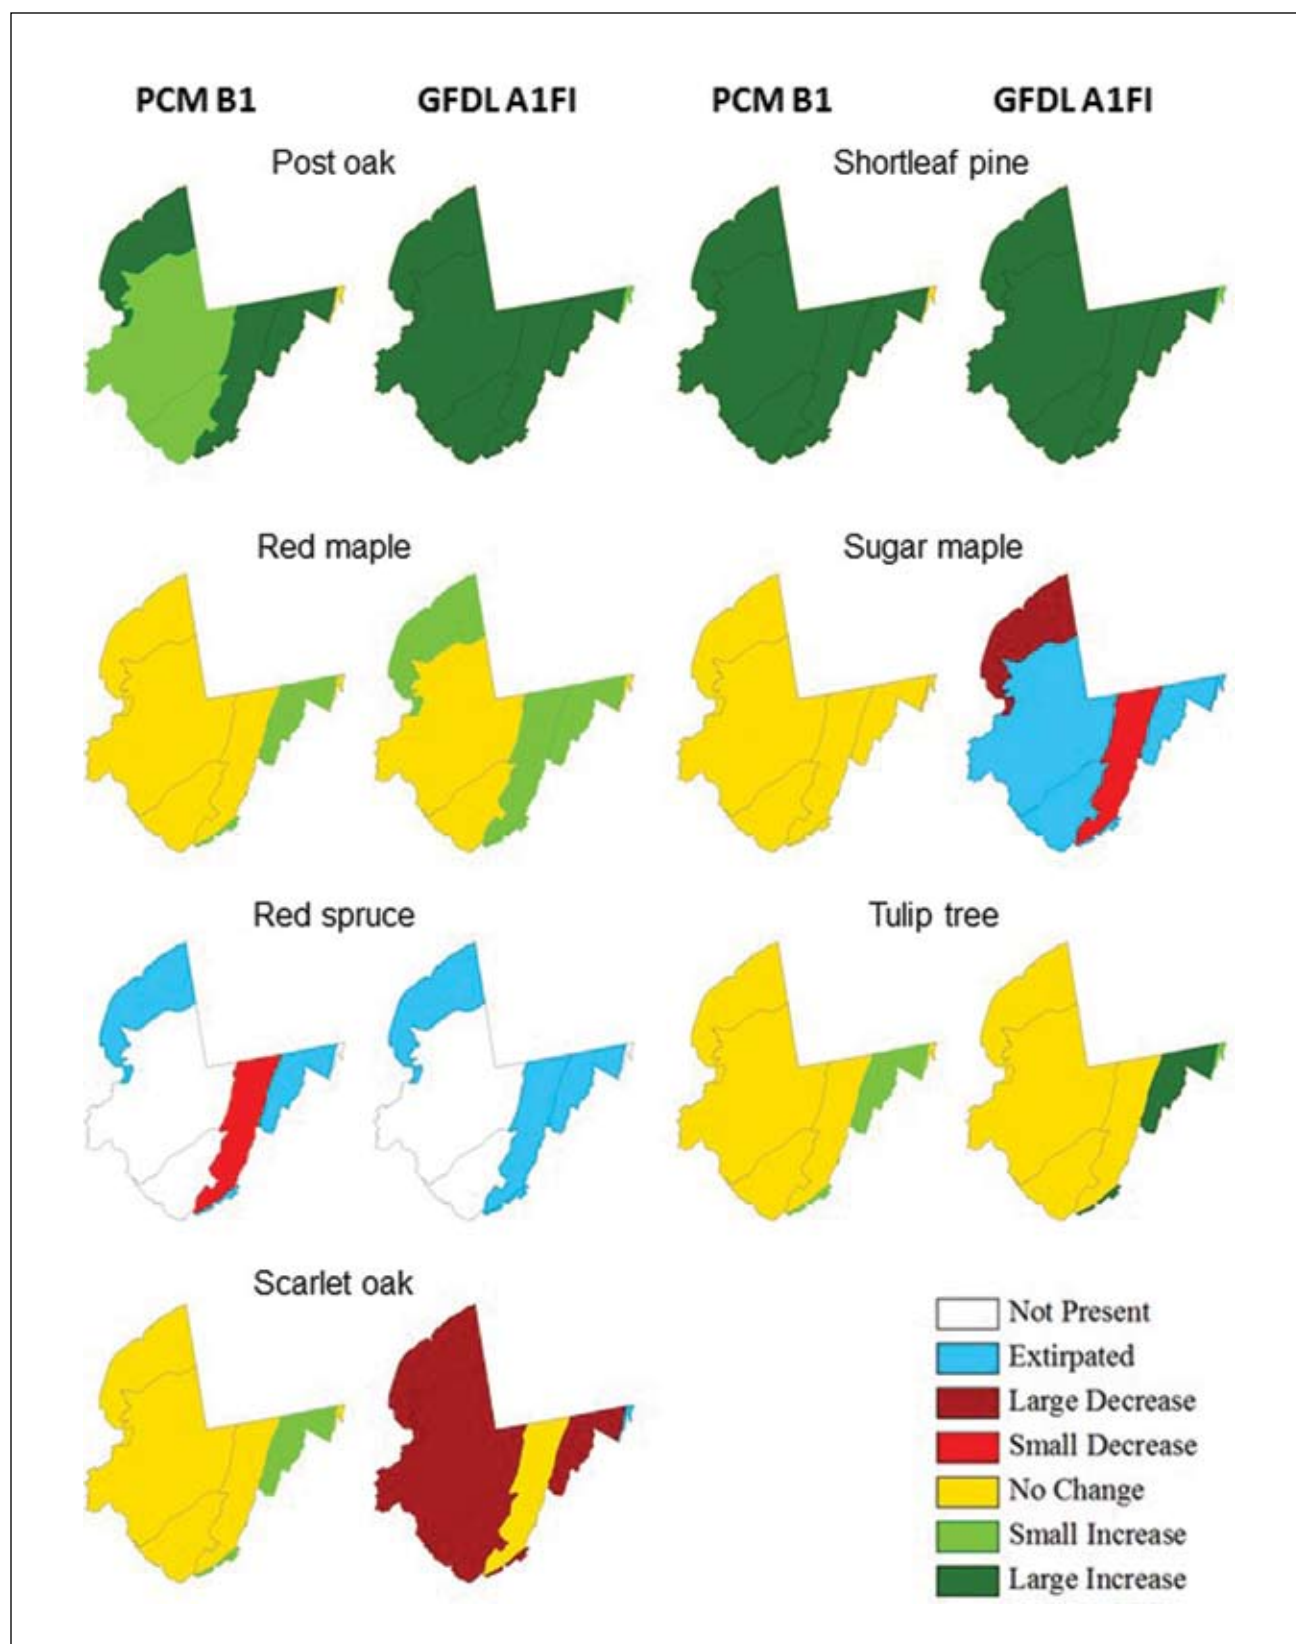 PCM B1 GFDL A1FI PCM B1 GFDL A1FI
Post oak Shortleaf pine
Red maple Sugar maple
Red spruce Tulip tree
Scarlet oak
Not Present
Extirpated
Large Decrease
Small Decrease
No Change
Small Increase
Large Increase